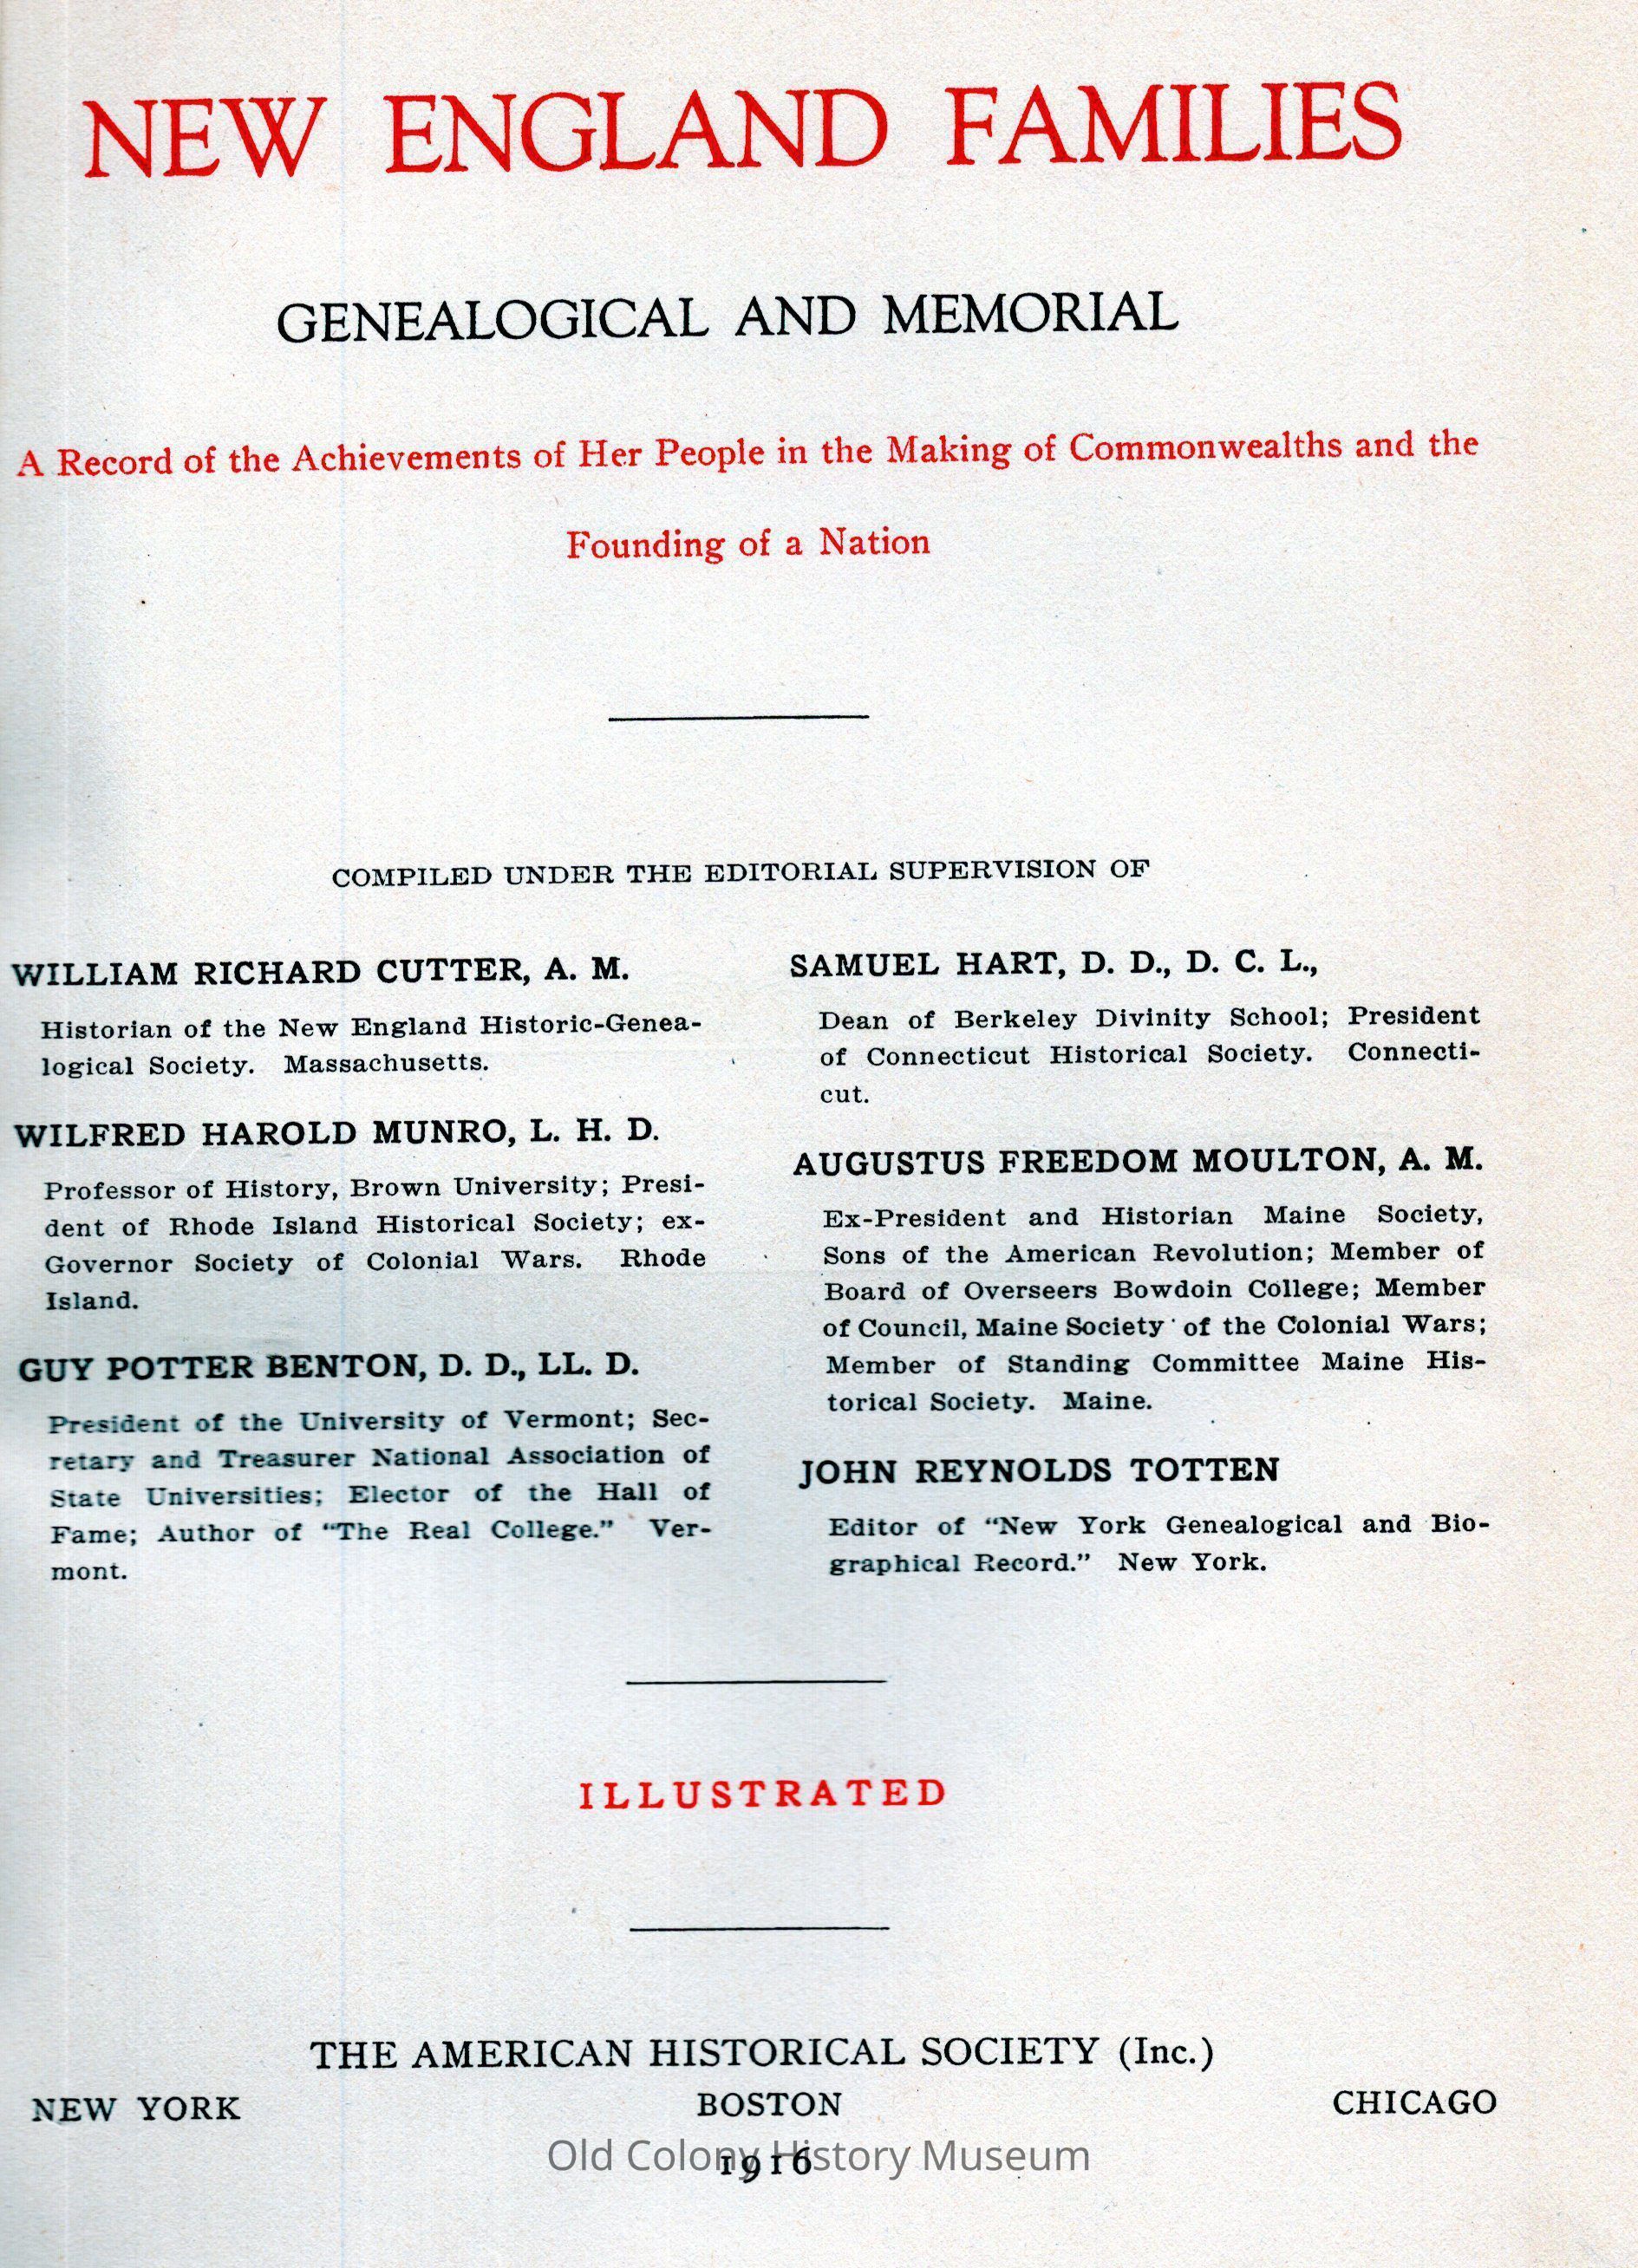 NEW ENGLAND FAMILIES
GENEALOGICAL AND MEMORIAL
A Record of the Achievements of Her People in the Making of Commonwealths and the
Founding of a Nation
COMPILED UNDER THE EDITORIAL SUPERVISION OF
WILLIAM RICHARD CUTTER, A. M.
Historian of the New England Historic-Genea-
logical Society. Massachusetts.
WILFRED HAROLD MUNRO, L. H. D.
Professor of History, Brown University; Presi-
dent of Rhode Island Historical Society; ex-
Governor Society of Colonial Wars. Rhode
Island.
GUY POTTER BENTON, D. D., LL. D.
President of the University of Vermont; Sec-
retary and Treasurer National Association of
State Universities; Elector of the Hall of
Fame; Author of “The Real College.” Ver-
mont.
SAMUEL HART, D. D., D. C. L.,
Dean of Berkeley Divinity School; President
of Connecticut Historical Society. Connecti-
cut.
AUGUSTUS FREEDOM MOULTON, A. M.
Ex-President and Historian Maine Society,
Sons of the American Revolution; Member of
Board of Overseers Bowdoin College; Member
of Council, Maine Society of the Colonial Wars;
Member of Standing Committee Maine His-
torical Society. Maine.
JOHN REYNOLDS TOTTEN
Editor of “New York Genealogical and Bio-
graphical Record.” New York.
ILLUSTRATED
THE AMERICAN HISTORICAL SOCIETY (Inc.)
NEW YORK BOSTON CHICAGO
1916
Old Colony History Museum